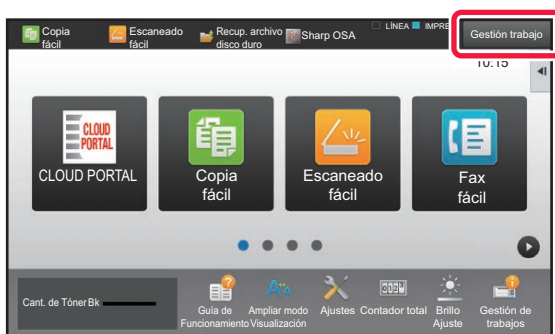 Copia fácil
Escaneado fácil
Recup. archivo disco duro
Sharp OSA
LÍNEA
IMPRE
Gestión trabajo
10:15
CLOUD PORTAL
CLOUD PORTAL
Copia fácil
Escaneado fácil
Fax fácil
Cant. de Tóner Bk
Guía de Funcionamiento
Ampliar modo Visualización
Ajustes
Contador total
Brillo Ajuste
Gestión de trabajos